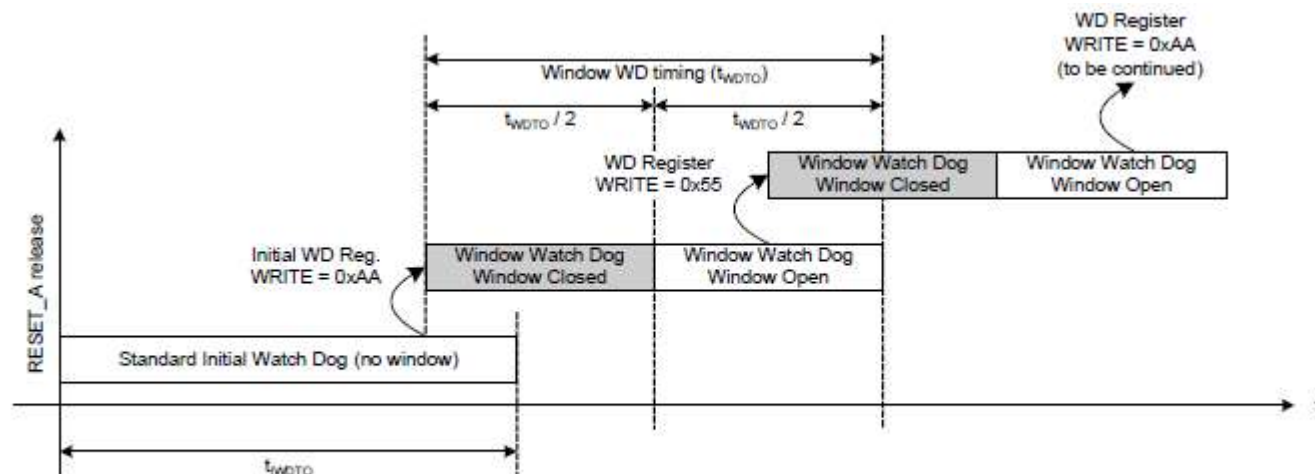 WD Register
WRITE = 0xAA
(to be continued)
Window WD timing (tWDTO)
tWDTO / 2
tWDTO / 2
WD Register
WRITE = 0x55
Window Watch Dog
Window Closed
Window Watch Dog
Window Open
Initial WD Reg.
WRITE = 0xAA
Window Watch Dog
Window Closed
Window Watch Dog
Window Open
RESET_A release
Standard Initial Watch Dog (no window)
tIWDTO